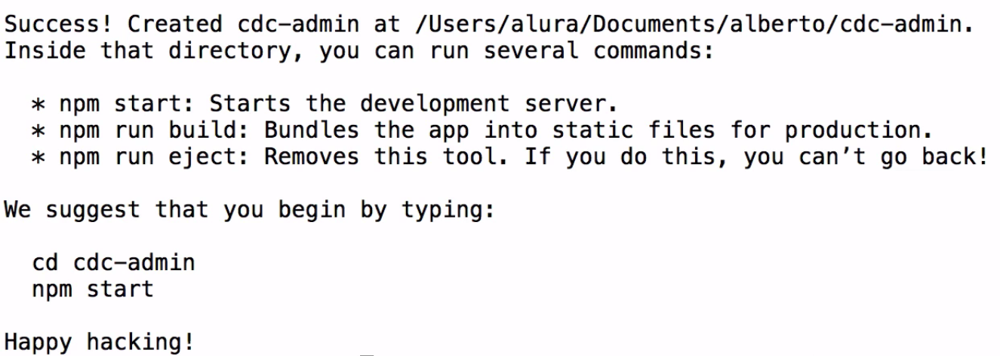 Success! Created cdc-admin at /Users/alura/Documents/alberto/cdc-admin.
Inside that directory, you can run several commands:

  * npm start: Starts the development server.
  * npm run build: Bundles the app into static files for production.
  * npm run eject: Removes this tool. If you do this, you can’t go back!

We suggest that you begin by typing:

  cd cdc-admin
  npm start

Happy hacking!